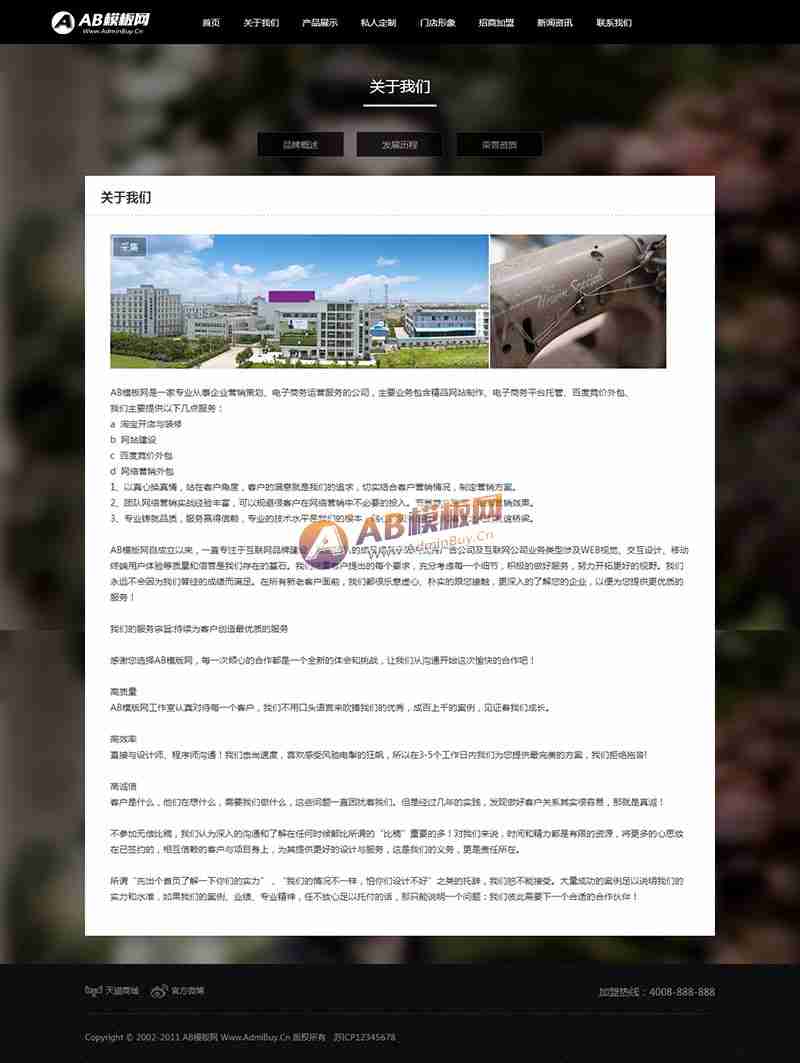 AB模板网
Www.AdminBuy.Cn
首页 关于我们 产品展示 私人定制 门店形象 招商加盟 新闻资讯 联系我们
关于我们
品牌概述 发展历程 荣誉资质
关于我们
采集
AB模板网是一家专业从事企业营销策划、电子商务运营服务的公司，主要业务包含精品网站制作、电子商务平台托管、百度竞价外包、
我们主要提供以下几点服务：
a 淘宝开店与装修
b 网站建设
c 百度竞价外包
d 网络营销外包
1、以真心换真情，站在客户角度，客户的满意就是我们的追求，切实结合客户营销情况，制定营销方案。
2、团队网络营销实战经验丰富，可以规避很客户在网络营销中不必要的投入。
3、专业铸就品质，服务赢得信赖，专业的技术水平是我们的根本，
AB模板网
www.AdminBuy.Cn
AB模板网自成立以来，一直专注于互联网品牌建设 广告公司及互联网公司业务类型涉及WEB视觉、交互设计、移动
终端用户体验等质量和信誉是我们存在的基石。我们 客户提出的每个要求，充分考虑每一个细节，积极的做好服务，努力开拓更好的视野。我们
永远不会因为我们曾经的成绩而满足。在所有新老客户面前，我们都很乐意虚心、朴实的跟您接触，更深入的了解您的企业，以便为您提供更优质的
服务！
我们的服务宗旨:持续为客户创造最优质的服务
感谢您选择AB模版网，每一次倾心的合作都是一个全新的体会和挑战，让我们从沟通开始这次愉快的合作吧！
高质量
AB模版网工作室认真对待每一个客户，我们不用口头语言来吹捧我们的优秀，成百上千的案例，见证着我们成长。
高效率
直接与设计师、程序师沟通！我们崇尚速度，喜欢感受风驰电掣的狂飙，所以在3-5个工作日内我们为您提供最完美的方案，我们拒绝拖沓!
高诚信
客户是什么，他们在想什么，需要我们做什么，这些问题一直困扰着我们。但是经过几年的实践，发现做好客户关系其实很容易，那就是真诚！
不参加无偿比稿，我们认为深入的沟通和了解在任何时候都比所谓的“比稿”重要的多！对我们来说，时间和精力都是有限的资源，将更多的心思放
在已签约的，相互信赖的客户与项目身上，为其提供更好的设计与服务，这是我们的义务，更是责任所在。
所谓“先出个首页了解一下你们的实力”，“我们的情况不一样，怕你们设计不好”之类的托辞，我们恕不能接受。大量成功的案例足以说明我们的
实力和水准，如果我们的案例、业绩、专业精神，任不放心足以托付的话，那只能说明一个问题：我们彼此需要下一个合适的合作伙伴！
天猫商城 官方微博 加盟热线：4008-888-888
Copyright © 2002-2011 AB模板网 Www.AdmiBuy.Cn 版权所有 苏ICP12345678